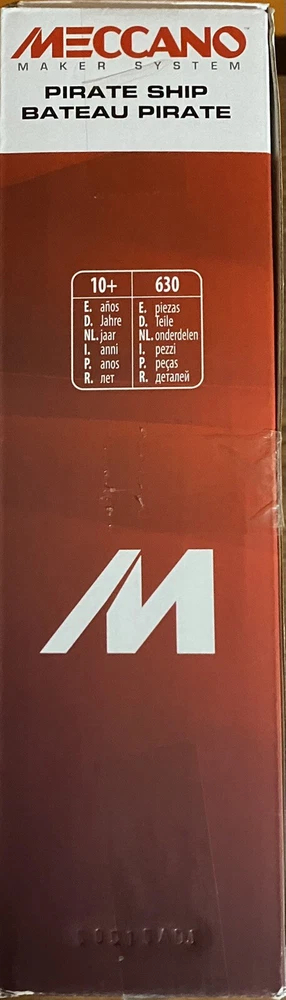 MECCANO™
MAKER SYSTEM
PIRATE SHIP
BATEAU PIRATE
10+ 630
E. años E. piezas
D. Jahre D. Teile
NL. jaar NL. onderdelen
I. anni I. pezzi
P. anos P. peças
R. лет R. деталей
M